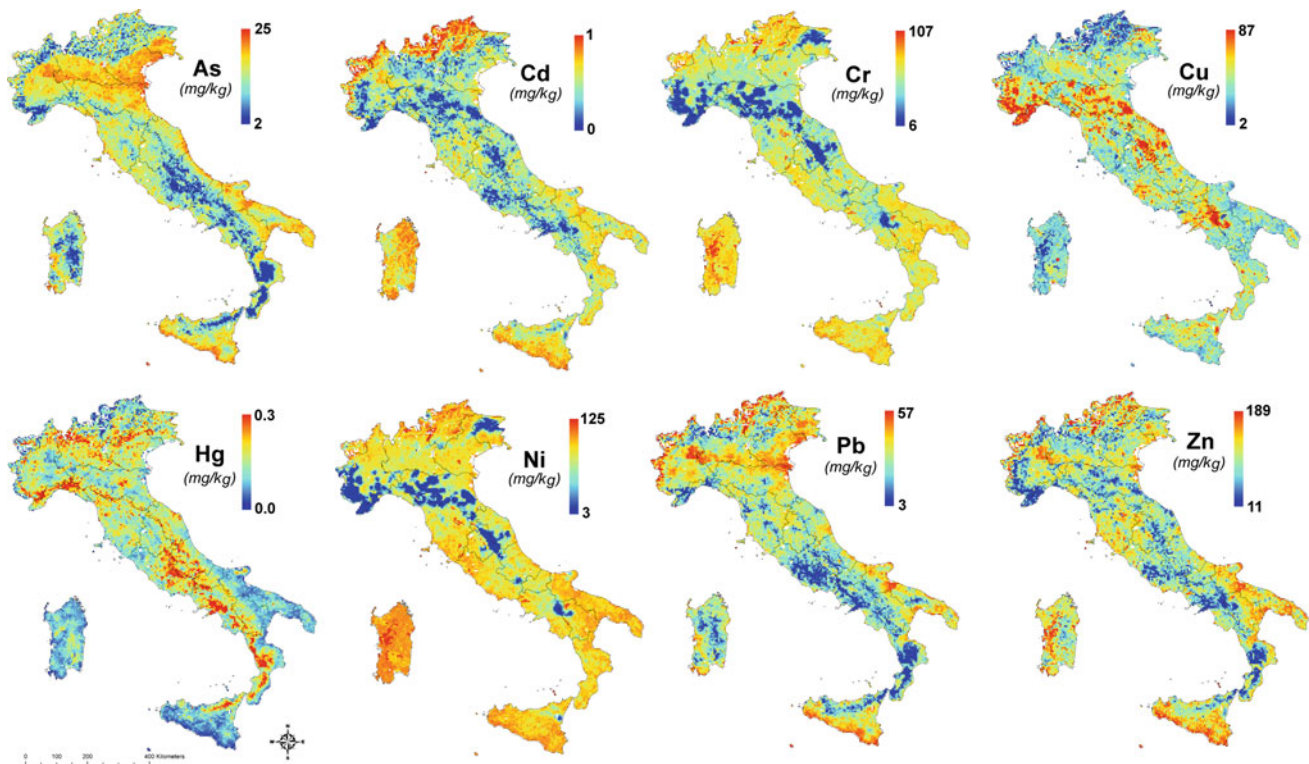 As
(mg/kg)
25
2
Cd
(mg/kg)
1
0
Cr
(mg/kg)
107
6
Cu
(mg/kg)
87
2
Hg
(mg/kg)
0.3
0.0
Ni
(mg/kg)
125
3
Pb
(mg/kg)
57
3
Zn
(mg/kg)
189
11
0 100 200 400 Kilometers